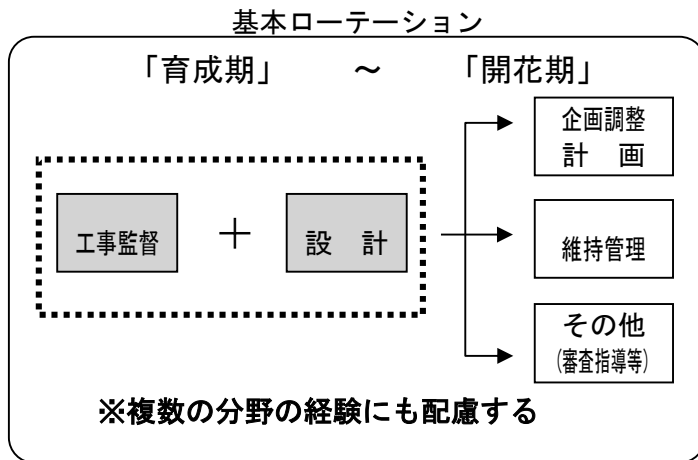 基本ローテーション
「育成期」 ～ 「開花期」
企画調整
計 画
工事監督 ＋ 設 計
維持管理
その他
(審査指導等)
※複数の分野の経験にも配慮する